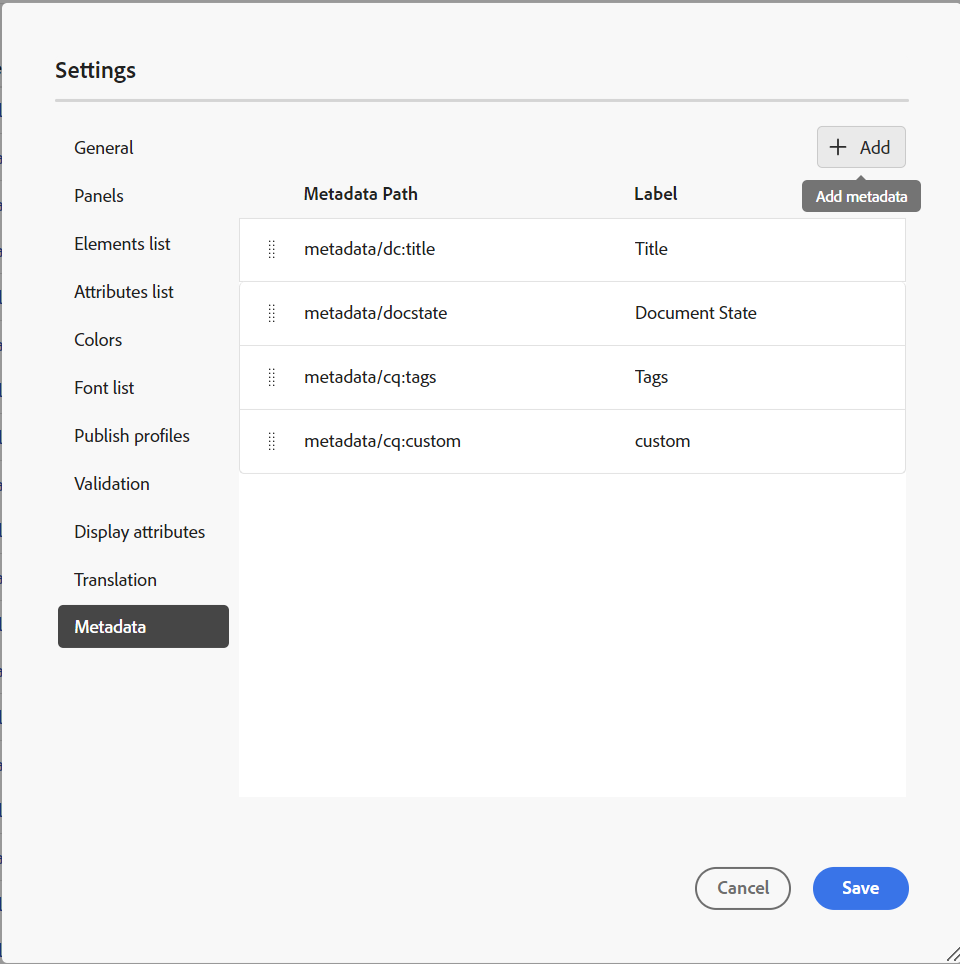 Settings
General
+ Add
Panels
Metadata Path
Label
Add metadata
Elements list
metadata/dc:title
Title
Attributes list
metadata/docstate
Document State
Colors
Font list
metadata/cq:tags
Tags
Publish profiles
metadata/cq:custom
custom
Validation
Display attributes
Translation
Metadata
Cancel
Save